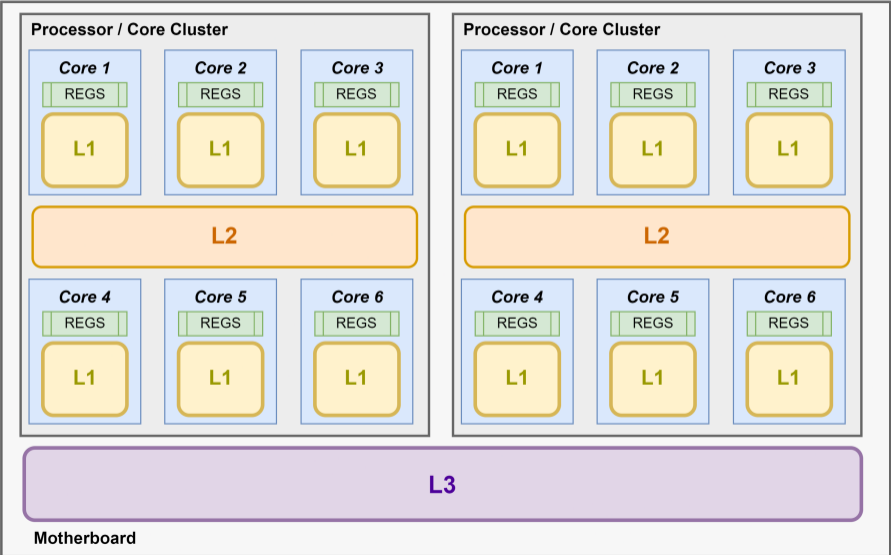 Processor / Core Cluster
Core 1 Core 2 Core 3
REGS REGS REGS
L1 L1 L1
L2
Core 4 Core 5 Core 6
REGS REGS REGS
L1 L1 L1
Processor / Core Cluster
Core 1 Core 2 Core 3
REGS REGS REGS
L1 L1 L1
L2
Core 4 Core 5 Core 6
REGS REGS REGS
L1 L1 L1
L3
Motherboard